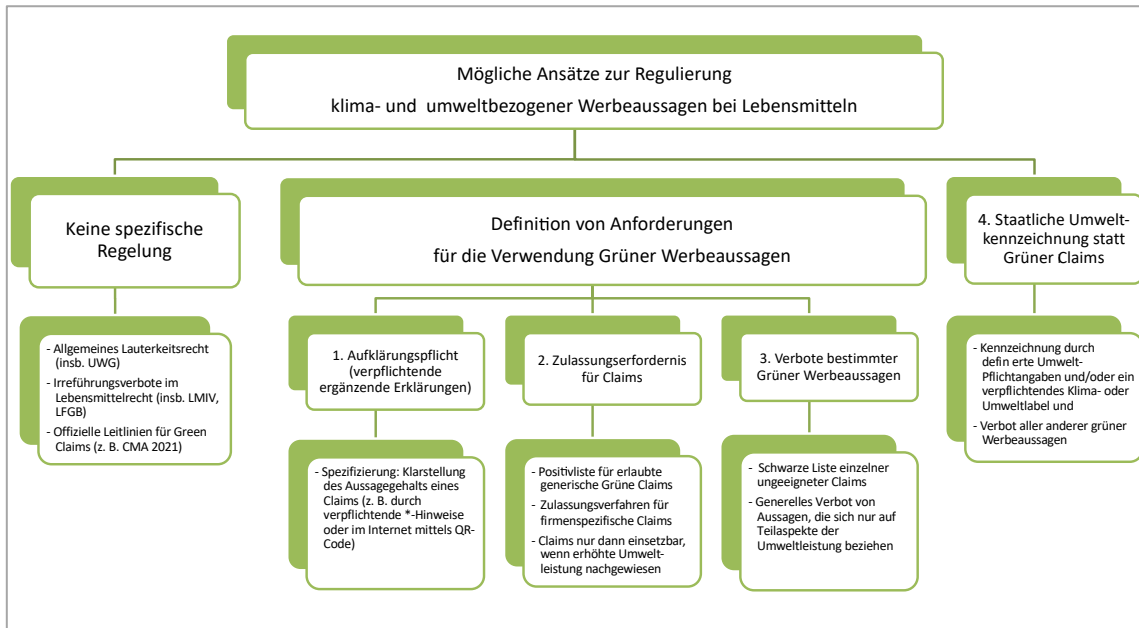 Mögliche Ansätze zur Regulierung
klima- und umweltbezogener Werbeaussagen bei Lebensmitteln
Keine spezifische
Regelung
- Allgemeines Lauterkeitsrecht
(insb. UWG)
- Irreführungsverbote im
Lebensmittelrecht (insb. LMIV,
LFGB)
- Offizielle Leitlinien für Green
Claims (z. B. CMA 2021)
Definition von Anforderungen
für die Verwendung Grüner Werbeaussagen
1. Aufklärungspflicht
(verpflichtende
ergänzende Erklärungen)
- Spezifizierung: Klarstellung
des Aussagegehalts eines
Claims (z. B. durch
verpflichtende *-Hinweise
oder im Internet mittels QR-
Code)
2. Zulassungserfordernis
für Claims
- Positivliste für erlaubte
generische Grüne Claims
- Zulassungsverfahren für
firmenspezifische Claims
- Claims nur dann einsetzbar,
wenn erhöhte Umwelt-
leistung nachgewiesen
3. Verbote bestimmter
Grüner Werbeaussagen
- Schwarze Liste einzelner
ungeeigneter Claims
- Generelles Verbot von
Aussagen, die sich nur auf
Teilaspekte der
Umweltleistung beziehen
4. Staatliche Umwelt-
kennzeichnung statt
Grüner Claims
- Kennzeichnung durch
defin erte Umwelt-
Pflichtangaben und/oder ein
verpflichtendes Klima- oder
Umweltlabel und
- Verbot aller anderer grüner
Werbeaussagen